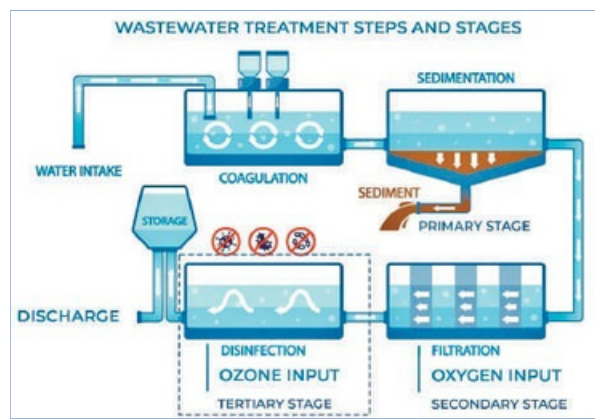 WASTEWATER TREATMENT STEPS AND STAGES
WATER INTAKE
COAGULATION
SEDIMENTATION
SEDIMENT
PRIMARY STAGE
STORAGE
DISCHARGE
DISINFECTION
OZONE INPUT
TERTIARY STAGE
FILTRATION
OXYGEN INPUT
SECONDARY STAGE